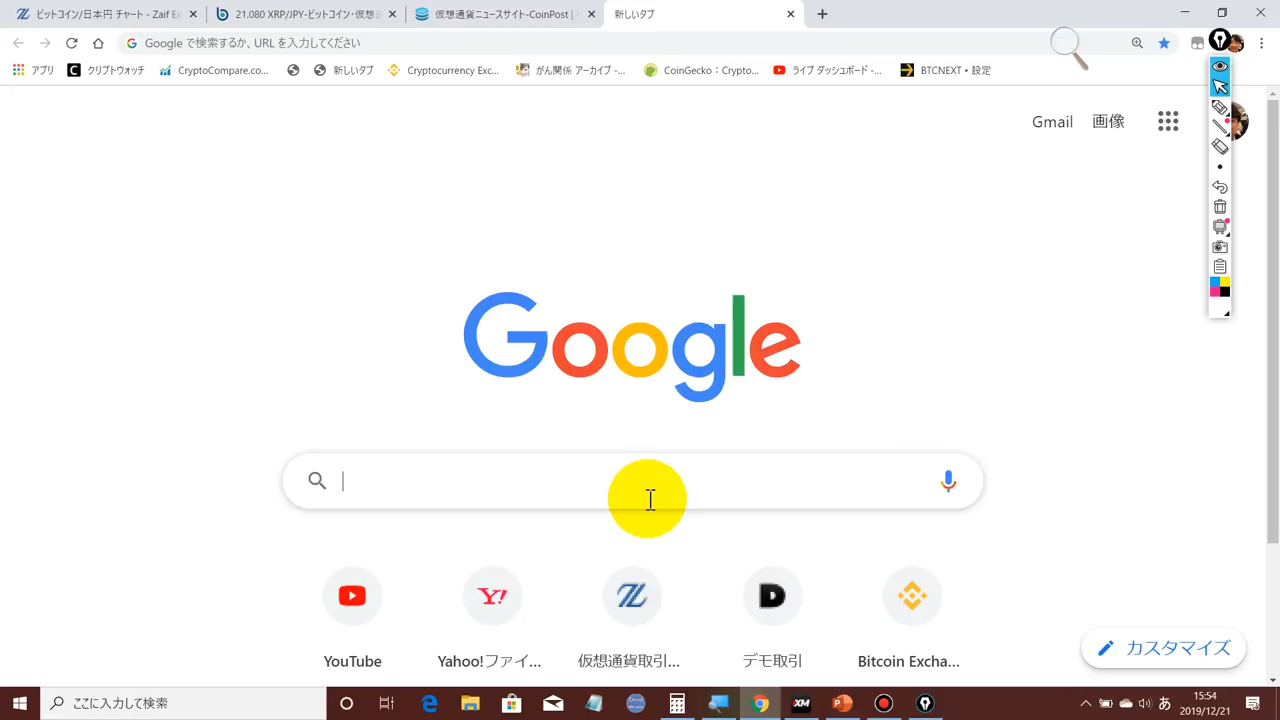 ビットコイン/日本円 チャート - Zaif Ex
21.080 XRP/JPY-ビットコイン・仮想通
仮想通貨ニュースサイト-CoinPost |
新しいタブ
Google で検索するか、URL を入力してください
アプリ
クリプトウォッチ
CryptoCompare.co...
新しいタブ
Cryptocurrency Exc...
がん関係 アーカイブ -...
CoinGecko：Crypto...
ライブ ダッシュボード -...
BTCNEXT・設定
Gmail
画像
Google
YouTube
Yahoo!ファイ...
仮想通貨取引...
デモ取引
Bitcoin Excha...
カスタマイズ
ここに入力して検索
XM
あ
15:54
2019/12/21